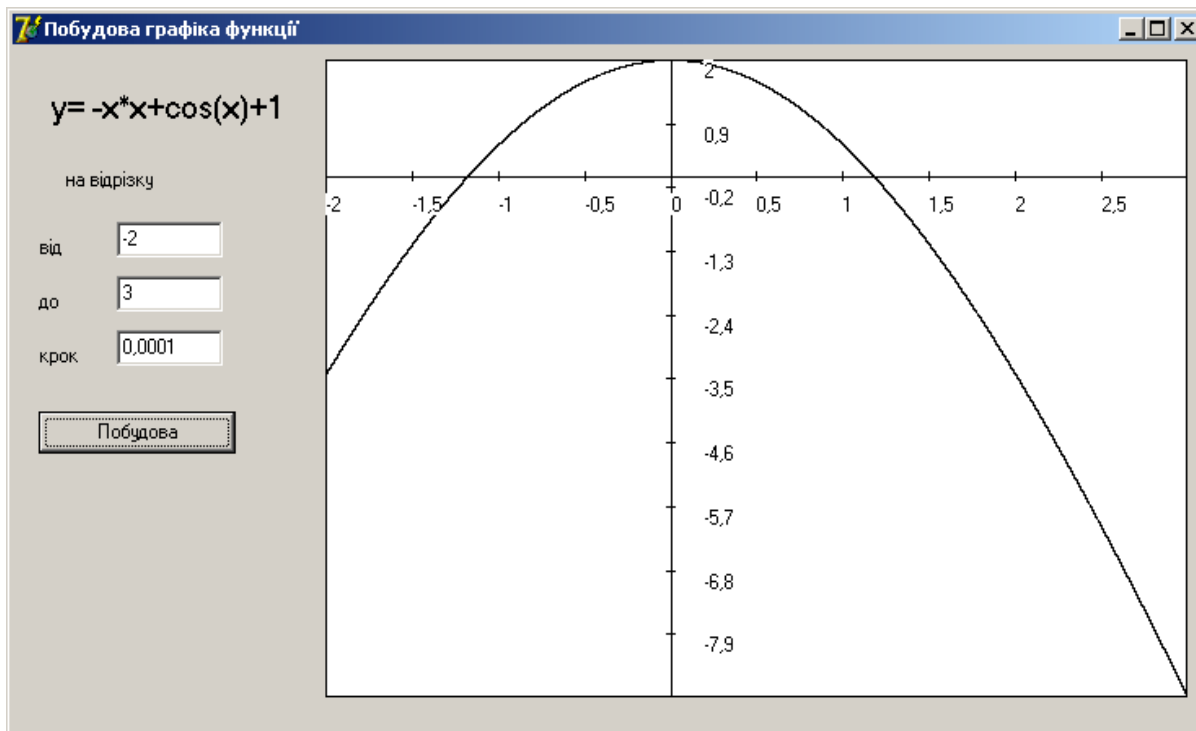 Побудова графіка функції
y= -x*x+cos(x)+1
на відрізку
від -2
до 3
крок 0,0001
Побудова
2
0,9
-0,2
-2 -1,5 -1 -0,5 0 0,5 1 1,5 2 2,5
-1,3
-2,4
-3,5
-4,6
-5,7
-6,8
-7,9